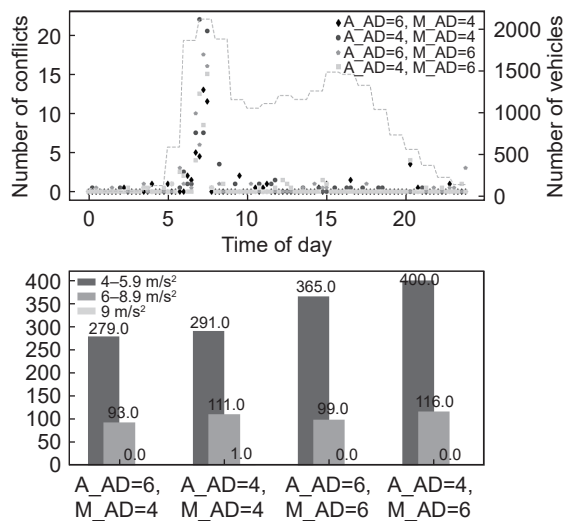 A_AD=6, M_AD=4
A_AD=4, M_AD=4
A_AD=6, M_AD=6
A_AD=4, M_AD=6
Number of conflicts
20
15
10
5
0
2000
1500
1000
500
0
Number of vehicles
0 5 10 15 20
Time of day
4–5.9 m/s²
6–8.9 m/s²
9 m/s²
400
350
300
250
200
150
100
50
0
279.0
93.0
0.0
291.0
111.0
1.0
365.0
99.0
0.0
400.0
116.0
0.0
A_AD=6, A_AD=4, A_AD=6, A_AD=4,
M_AD=4 M_AD=4 M_AD=6 M_AD=6